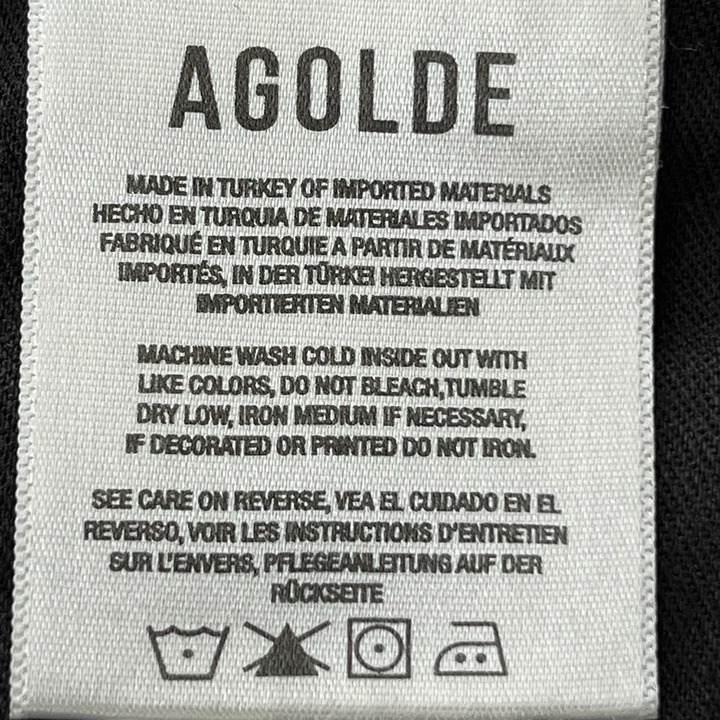 AGOLDE
MADE IN TURKEY OF IMPORTED MATERIALS
HECHO EN TURQUIA DE MATERIALES IMPORTADOS
FABRIQUÉ EN TURQUIE A PARTIR DE MATÉRIAUX
IMPORTÉS, IN DER TÜRKEI HERGESTELLT MIT
IMPORTIERTEN MATERIALIEN
MACHINE WASH COLD INSIDE OUT WITH
LIKE COLORS, DO NOT BLEACH,TUMBLE
DRY LOW, IRON MEDIUM IF NECESSARY,
IF DECORATED OR PRINTED DO NOT IRON.
SEE CARE ON REVERSE, VEA EL CUIDADO EN EL
REVERSO, VOIR LES INSTRUCTIONS D'ENTRETIEN
SUR L'ENVERS, PFLEGEANLEITUNG AUF DER
RÜCKSEITE